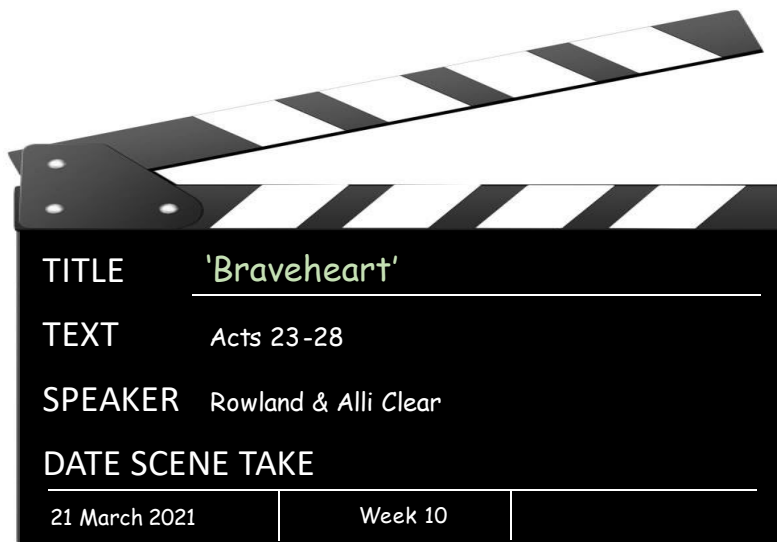 TITLE ‘Braveheart’
TEXT Acts 23-28
SPEAKER Rowland & Alli Clear
DATE SCENE TAKE
21 March 2021 Week 10